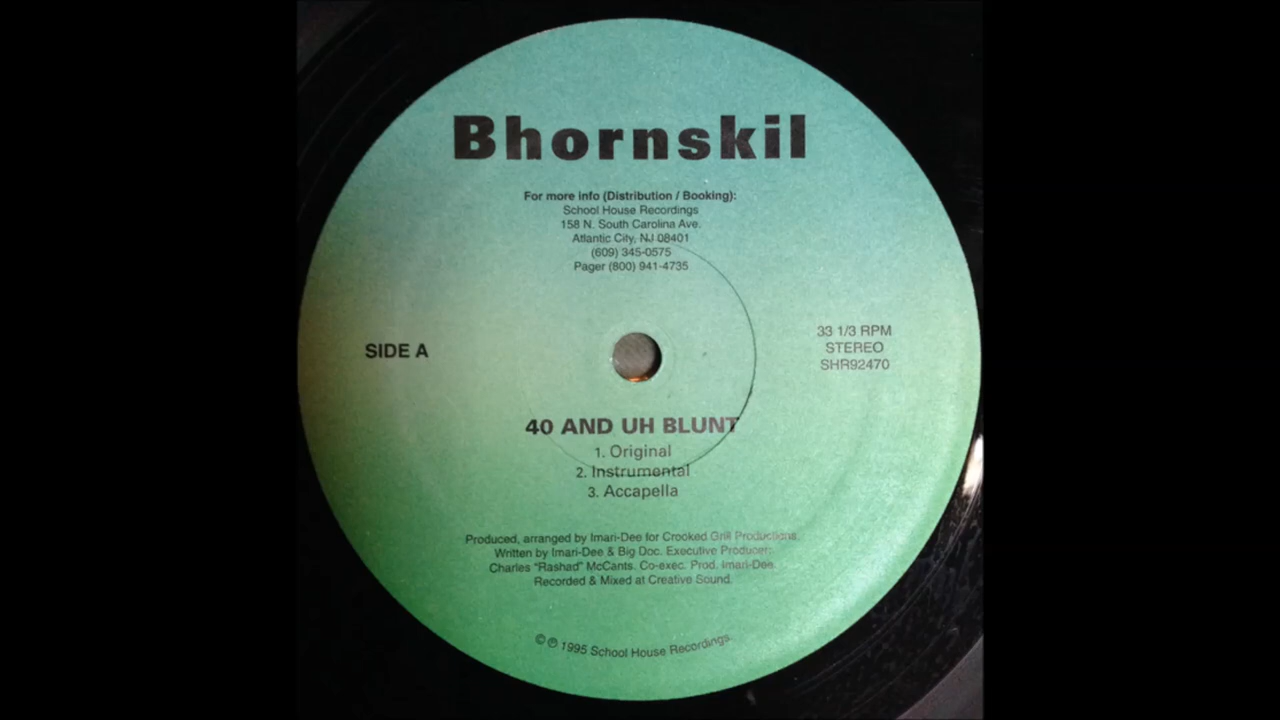 Bhornskil
For more info (Distribution / Booking):
School House Recordings
158 N. South Carolina Ave.
Atlantic City, NJ 08401
(609) 345-0575
Pager (800) 941-4735
SIDE A
33 1/3 RPM
STEREO
SHR92470
40 AND UH BLUNT
1. Original
2. Instrumental
3. Accapella
Produced, arranged by Imari-Dee for Crooked Grill Productions.
Written by Imari-Dee & Big Doc. Executive Producer:
Charles “Rashad” McCants. Co-exec. Prod. Imari-Dee.
Recorded & Mixed at Creative Sound.
© ℗ 1995 School House Recordings.